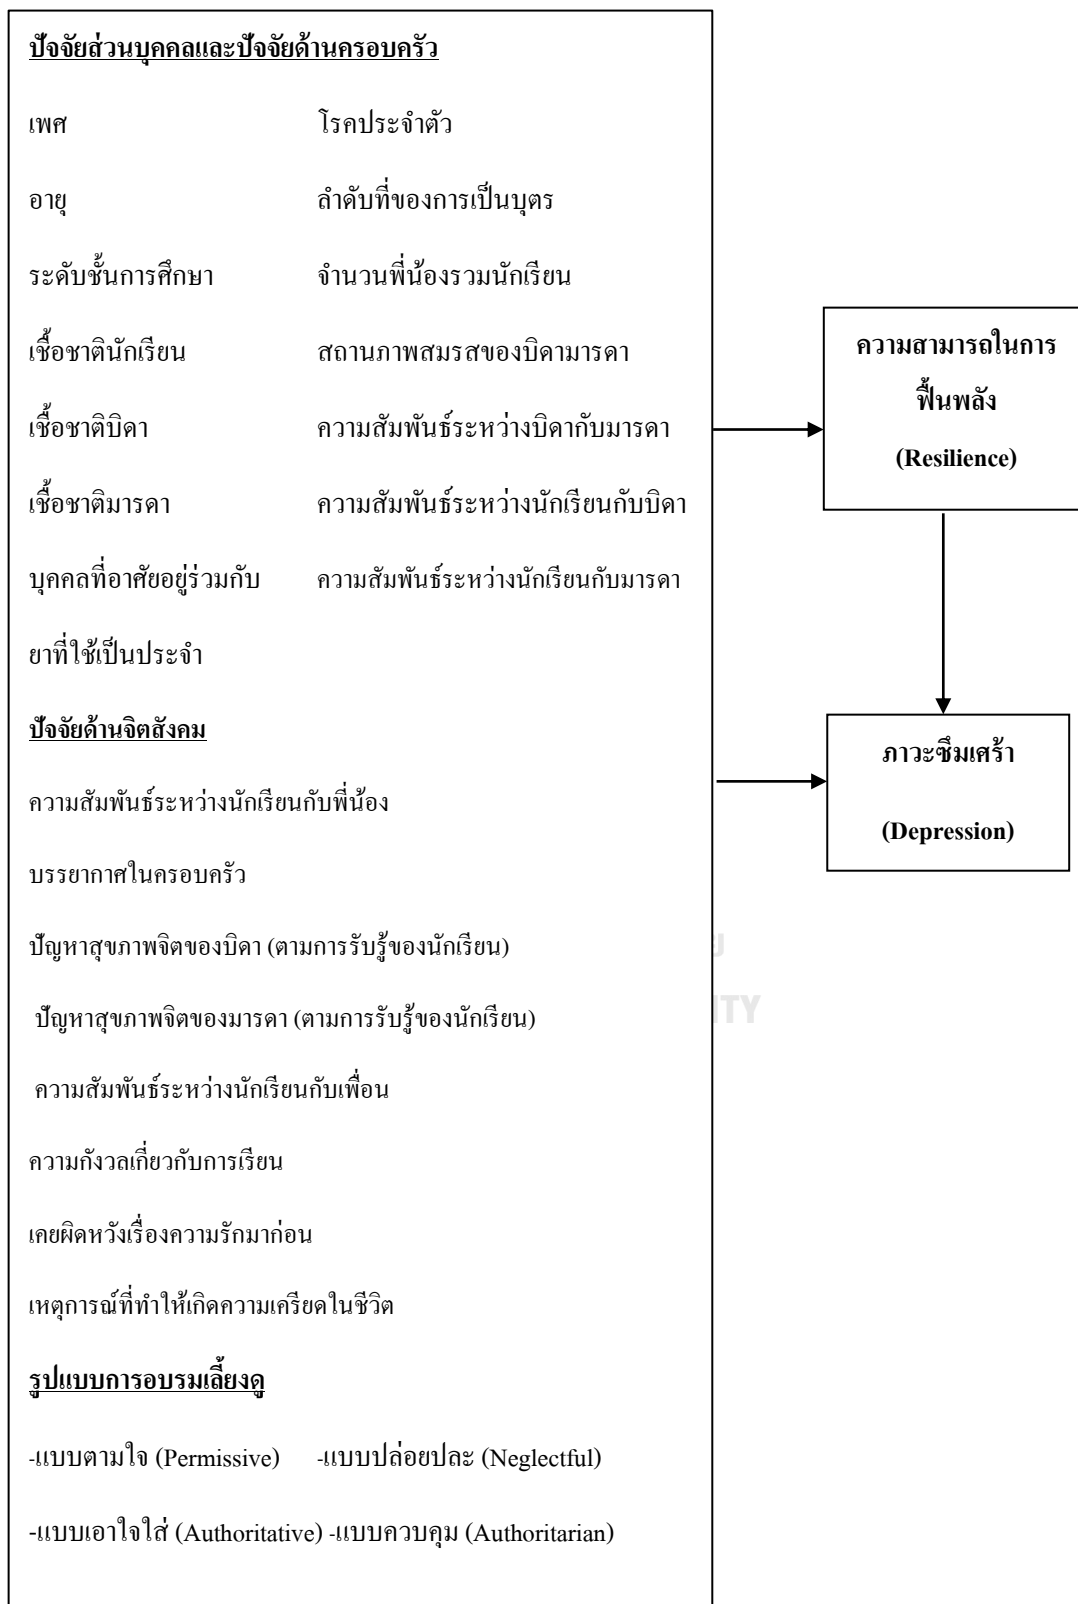 ปัจจัยส่วนบุคคลและปัจจัยด้านครอบครัว
เพศ โรคประจำตัว
อายุ ลำดับที่ของการเป็นบุตร
ระดับชั้นการศึกษา จำนวนพี่น้องรวมนักเรียน
เชื้อชาตินักเรียน สถานภาพสมรสของบิดามารดา
เชื้อชาติบิดา ความสัมพันธ์ระหว่างบิดากับมารดา
เชื้อชาติมารดา ความสัมพันธ์ระหว่างนักเรียนกับบิดา
บุคคลที่อาศัยอยู่ร่วมกับ ความสัมพันธ์ระหว่างนักเรียนกับมารดา
ยาที่ใช้เป็นประจำ
ปัจจัยด้านจิตสังคม
ความสัมพันธ์ระหว่างนักเรียนกับพี่น้อง
บรรยากาศในครอบครัว
ปัญหาสุขภาพจิตของบิดา (ตามการรับรู้ของนักเรียน)
ปัญหาสุขภาพจิตของมารดา (ตามการรับรู้ของนักเรียน)
ความสัมพันธ์ระหว่างนักเรียนกับเพื่อน
ความกังวลเกี่ยวกับการเรียน
เคยผิดหวังเรื่องความรักมาก่อน
เหตุการณ์ที่ทำให้เกิดความเครียดในชีวิต
รูปแบบการอบรมเลี้ยงดู
-แบบตามใจ (Permissive) -แบบปล่อยปละ (Neglectful)
-แบบเอาใจใส่ (Authoritative) -แบบควบคุม (Authoritarian)
ความสามารถในการ
ฟื้นพลัง
(Resilience)
ภาวะซึมเศร้า
(Depression)
ย
ITY